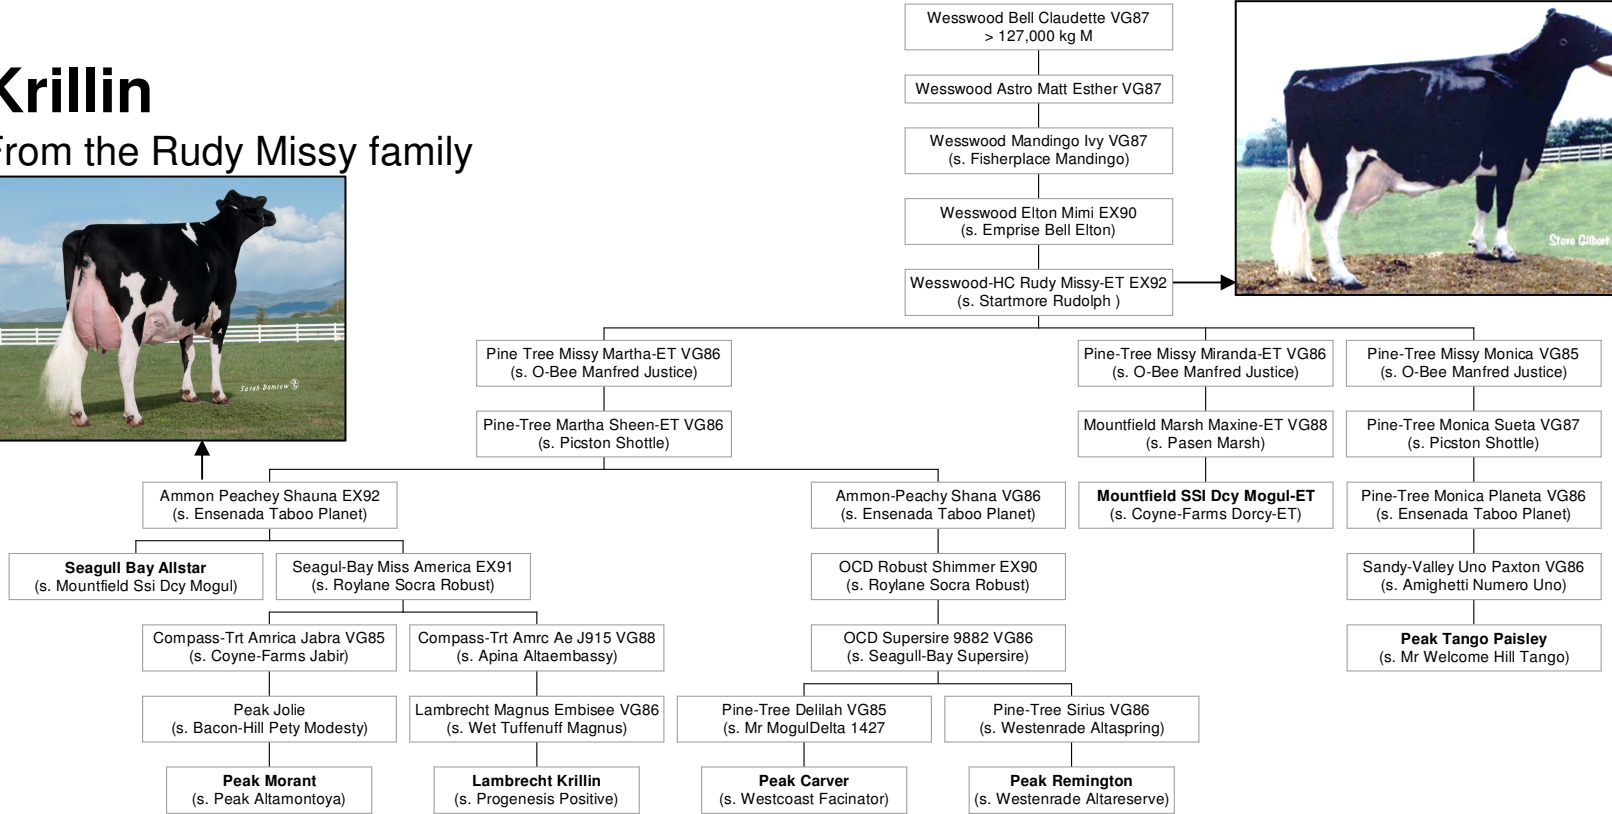 Krillin
From the Rudy Missy family
Wesswood Bell Claudette VG87
> 127,000 kg M
Wesswood Astro Matt Esther VG87
Wesswood Mandingo Ivy VG87
(s. Fisherplace Mandingo)
Wesswood Elton Mimi EX90
(s. Emprise Bell Elton)
Wesswood-HC Rudy Missy-ET EX92
(s. Startmore Rudolph )
Steve Gilbert
Sarah Damrow
Pine Tree Missy Martha-ET VG86
(s. O-Bee Manfred Justice)
Pine-Tree Missy Miranda-ET VG86
(s. O-Bee Manfred Justice)
Pine-Tree Missy Monica VG85
(s. O-Bee Manfred Justice)
Pine-Tree Martha Sheen-ET VG86
(s. Picston Shottle)
Mountfield Marsh Maxine-ET VG88
(s. Pasen Marsh)
Pine-Tree Monica Sueta VG87
(s. Picston Shottle)
Ammon Peachey Shauna EX92
(s. Ensenada Taboo Planet)
Ammon-Peachy Shana VG86
(s. Ensenada Taboo Planet)
Mountfield SSI Dcy Mogul-ET
(s. Coyne-Farms Dorcy-ET)
Pine-Tree Monica Planeta VG86
(s. Ensenada Taboo Planet)
Seagull Bay Allstar
(s. Mountfield Ssi Dcy Mogul)
Seagul-Bay Miss America EX91
(s. Roylane Socra Robust)
OCD Robust Shimmer EX90
(s. Roylane Socra Robust)
Sandy-Valley Uno Paxton VG86
(s. Amighetti Numero Uno)
Compass-Trt Amrica Jabra VG85
(s. Coyne-Farms Jabir)
Compass-Trt Amrc Ae J915 VG88
(s. Apina Altaembassy)
OCD Supersire 9882 VG86
(s. Seagull-Bay Supersire)
Peak Tango Paisley
(s. Mr Welcome Hill Tango)
Peak Jolie
(s. Bacon-Hill Pety Modesty)
Lambrecht Magnus Embisee VG86
(s. Wet Tuffenuff Magnus)
Pine-Tree Delilah VG85
(s. Mr MogulDelta 1427
Pine-Tree Sirius VG86
(s. Westenrade Altaspring)
Peak Morant
(s. Peak Altamontoya)
Lambrecht Krillin
(s. Progenesis Positive)
Peak Carver
(s. Westcoast Facinator)
Peak Remington
(s. Westenrade Altareserve)